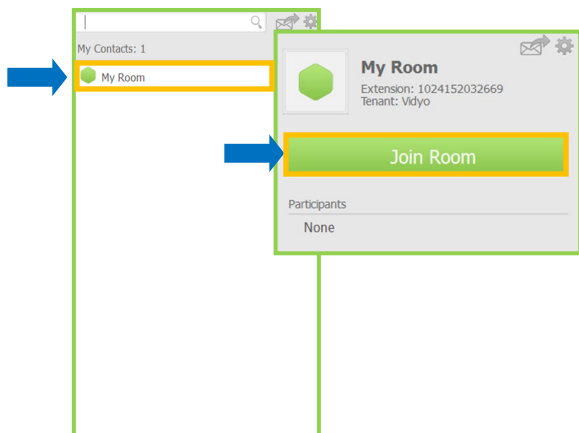 My Contacts: 1
My Room
My Room
Extension: 1024152032669
Tenant: Vidyo
Join Room
Participants
None